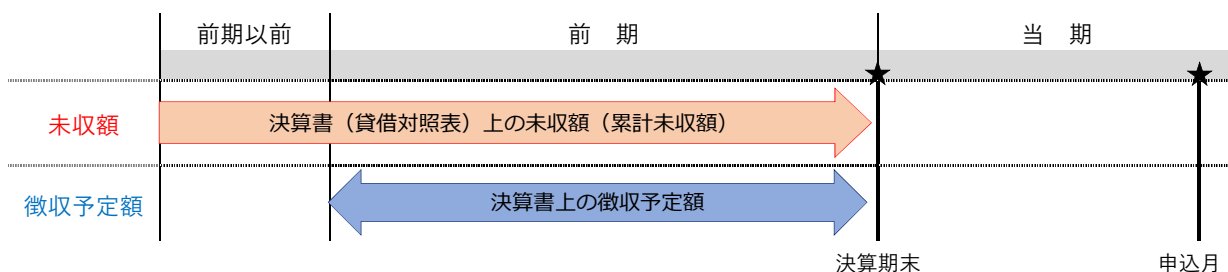 前期以前
前　期
当　期
未収額
決算書（貸借対照表）上の未収額（累計未収額）
徴収予定額
決算書上の徴収予定額
決算期末
申込月